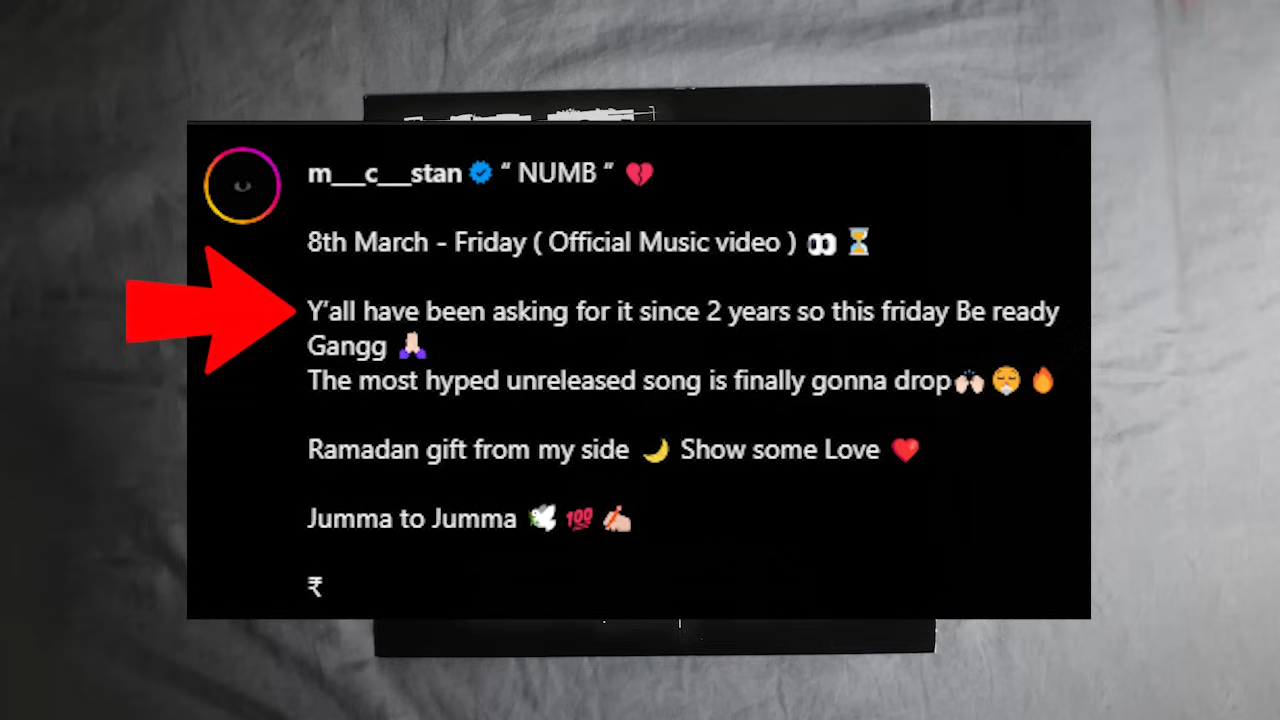 m___c___stan “ NUMB ” 💔
8th March - Friday ( Official Music video ) 👀 ⏳
Y’all have been asking for it since 2 years so this friday Be ready
Gangg 🙏🏻
The most hyped unreleased song is finally gonna drop🙌🏻 😤 🔥
Ramadan gift from my side 🌙 Show some Love ❤️
Jumma to Jumma 🕊️ 💯 ✍🏻
₹